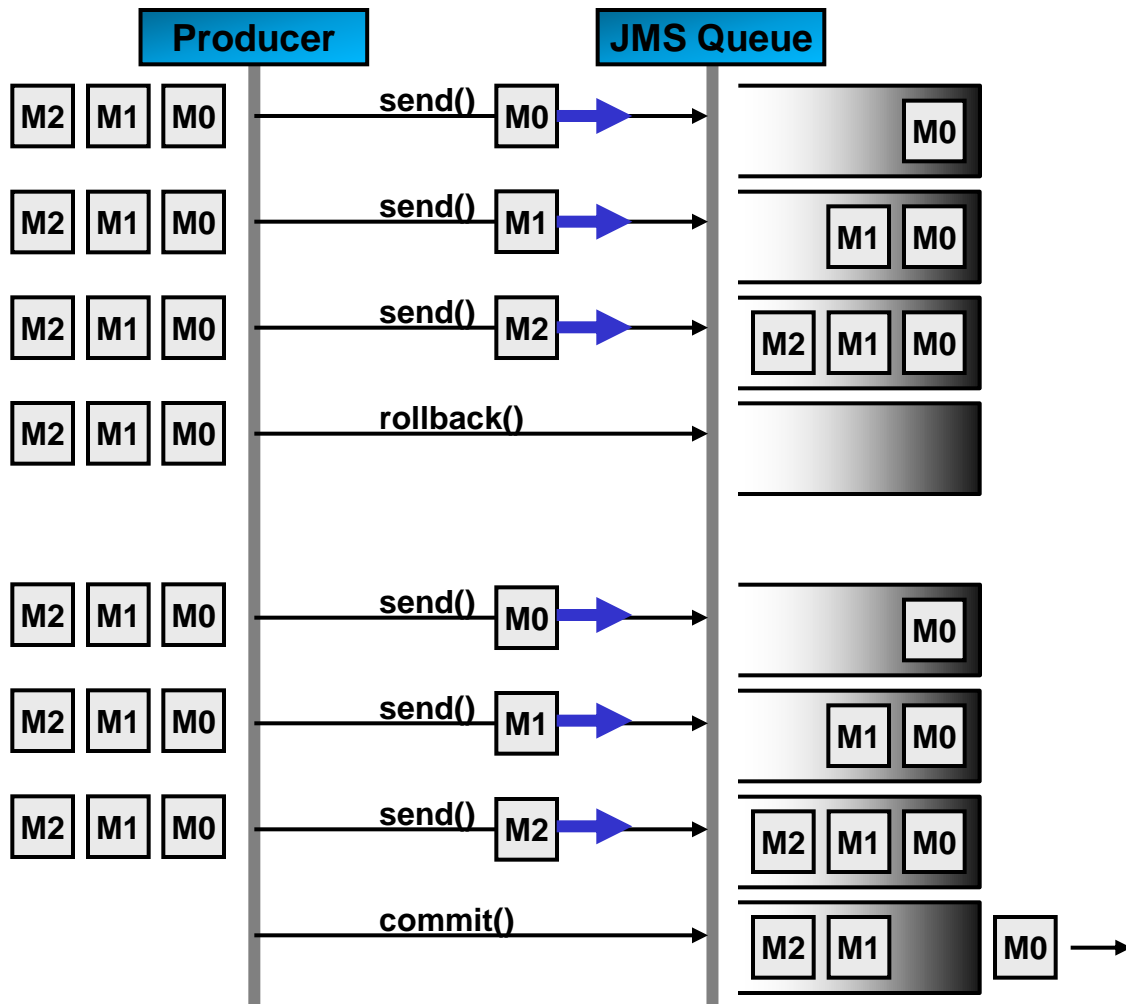 Producer JMS Queue
M2 M1 M0 send() M0 M0
M2 M1 M0 send() M1 M1 M0
M2 M1 M0 send() M2 M2 M1 M0
M2 M1 M0 rollback()
M2 M1 M0 send() M0 M0
M2 M1 M0 send() M1 M1 M0
M2 M1 M0 send() M2 M2 M1 M0
commit() M2 M1 M0